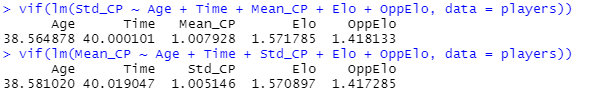 > vif(lm(Std_CP ~ Age + Time + Mean_CP + Elo + OppElo, data = players))
Age Time Mean_CP Elo OppElo
38.564878 40.000101 1.007928 1.571785 1.418133
> vif(lm(Mean_CP ~ Age + Time + Std_CP + Elo + OppElo, data = players))
Age Time Std_CP Elo OppElo
38.581020 40.019047 1.005146 1.570897 1.417285